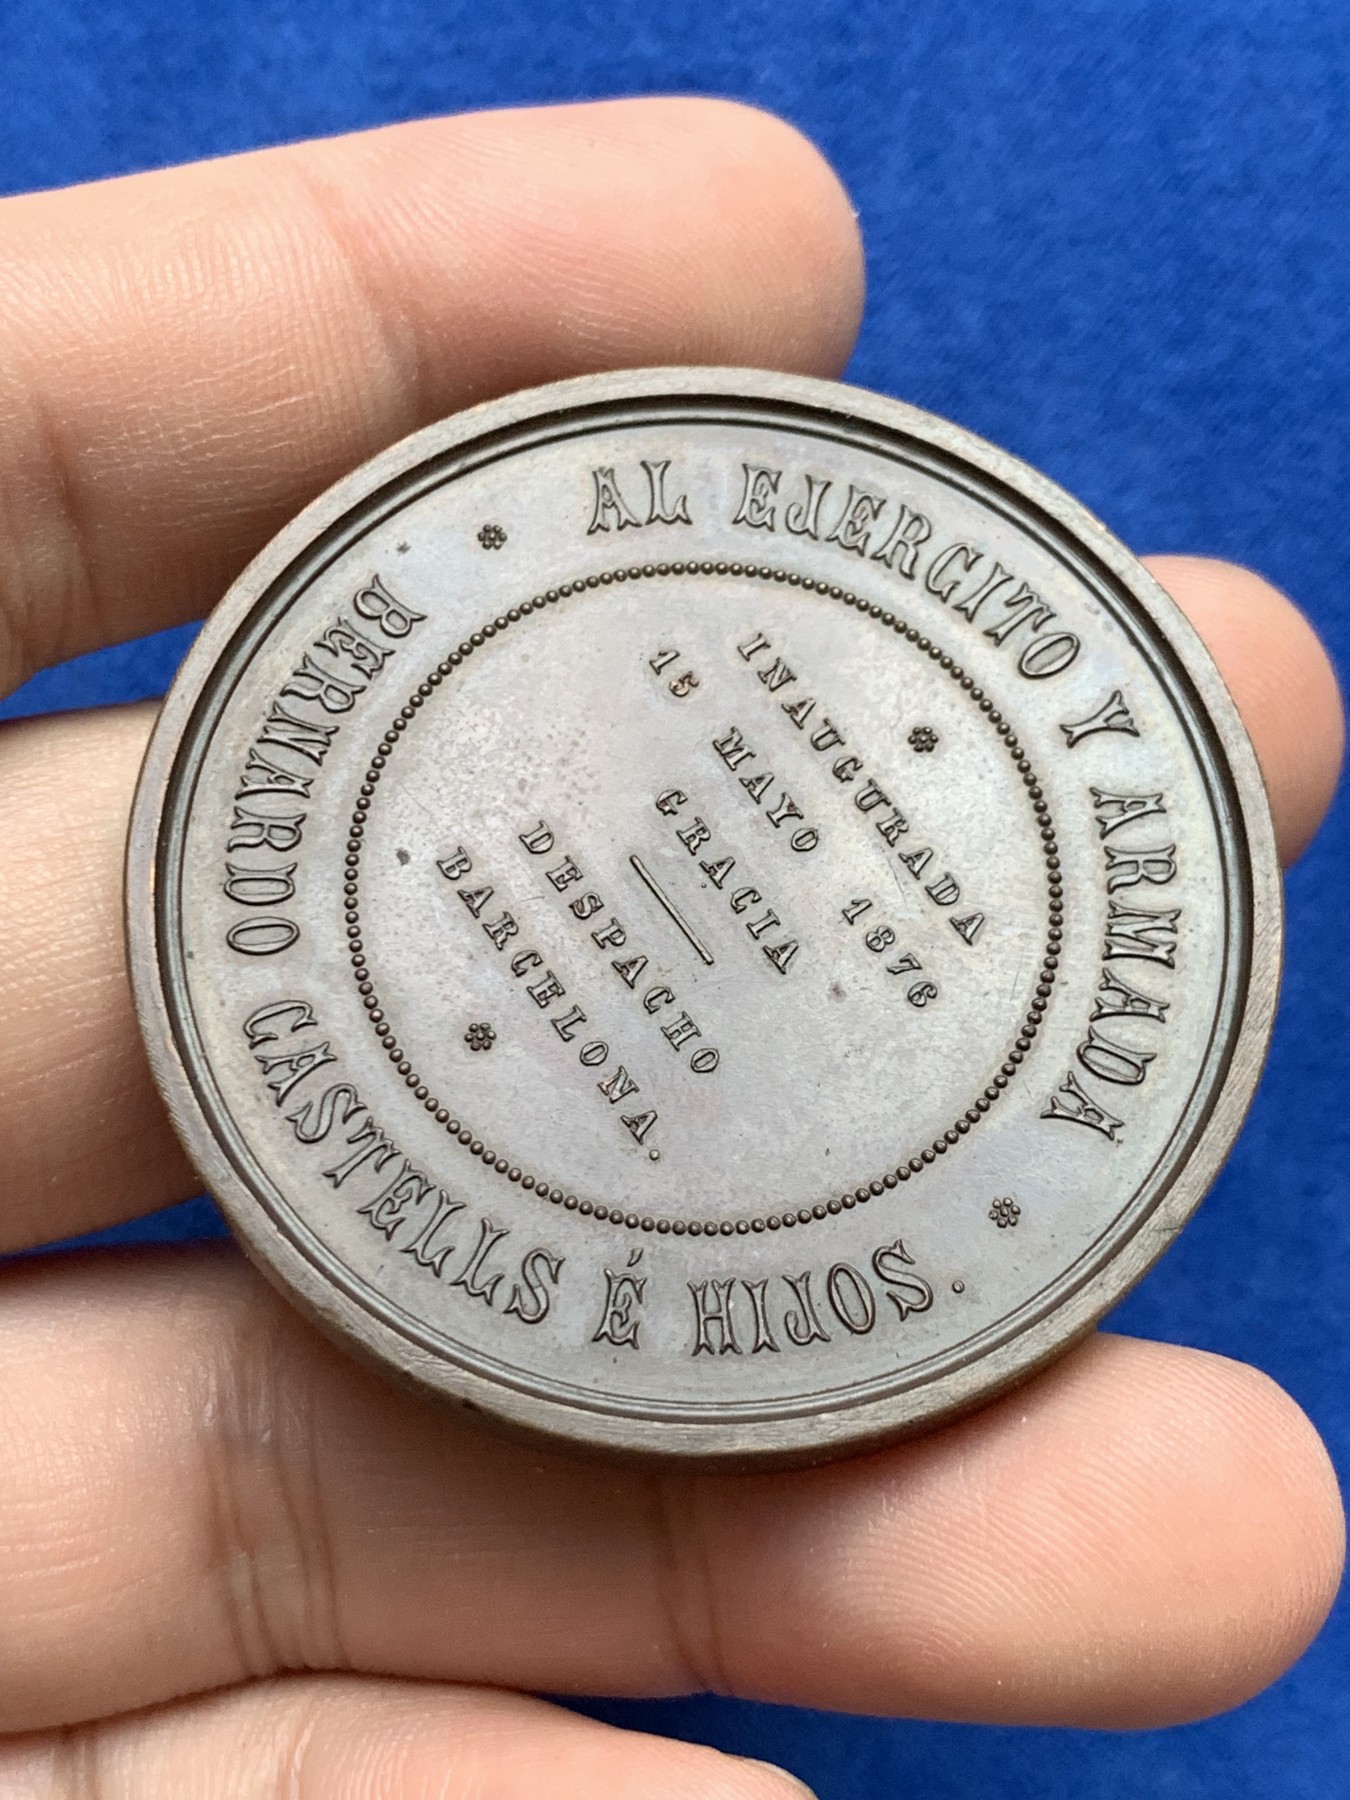 AL EJERCITO Y ARMADA
BERNARDO CASTELLS É HIJOS.
INAUGURADA
15 MAYO 1876
GRACIA
DESPACHO
BARCELONA.